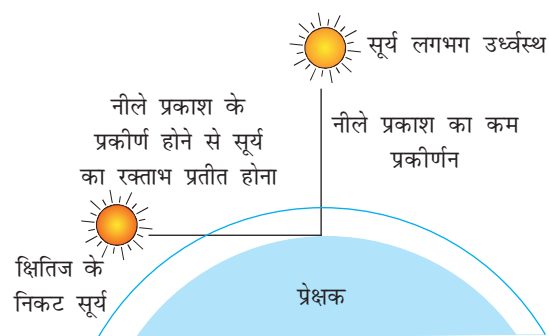 सूर्य लगभग उर्ध्वस्थ
नीले प्रकाश के
प्रकीर्ण होने से सूर्य
का रक्ताभ प्रतीत होना
नीले प्रकाश का कम
प्रकीर्णन
क्षितिज के
निकट सूर्य
प्रेक्षक